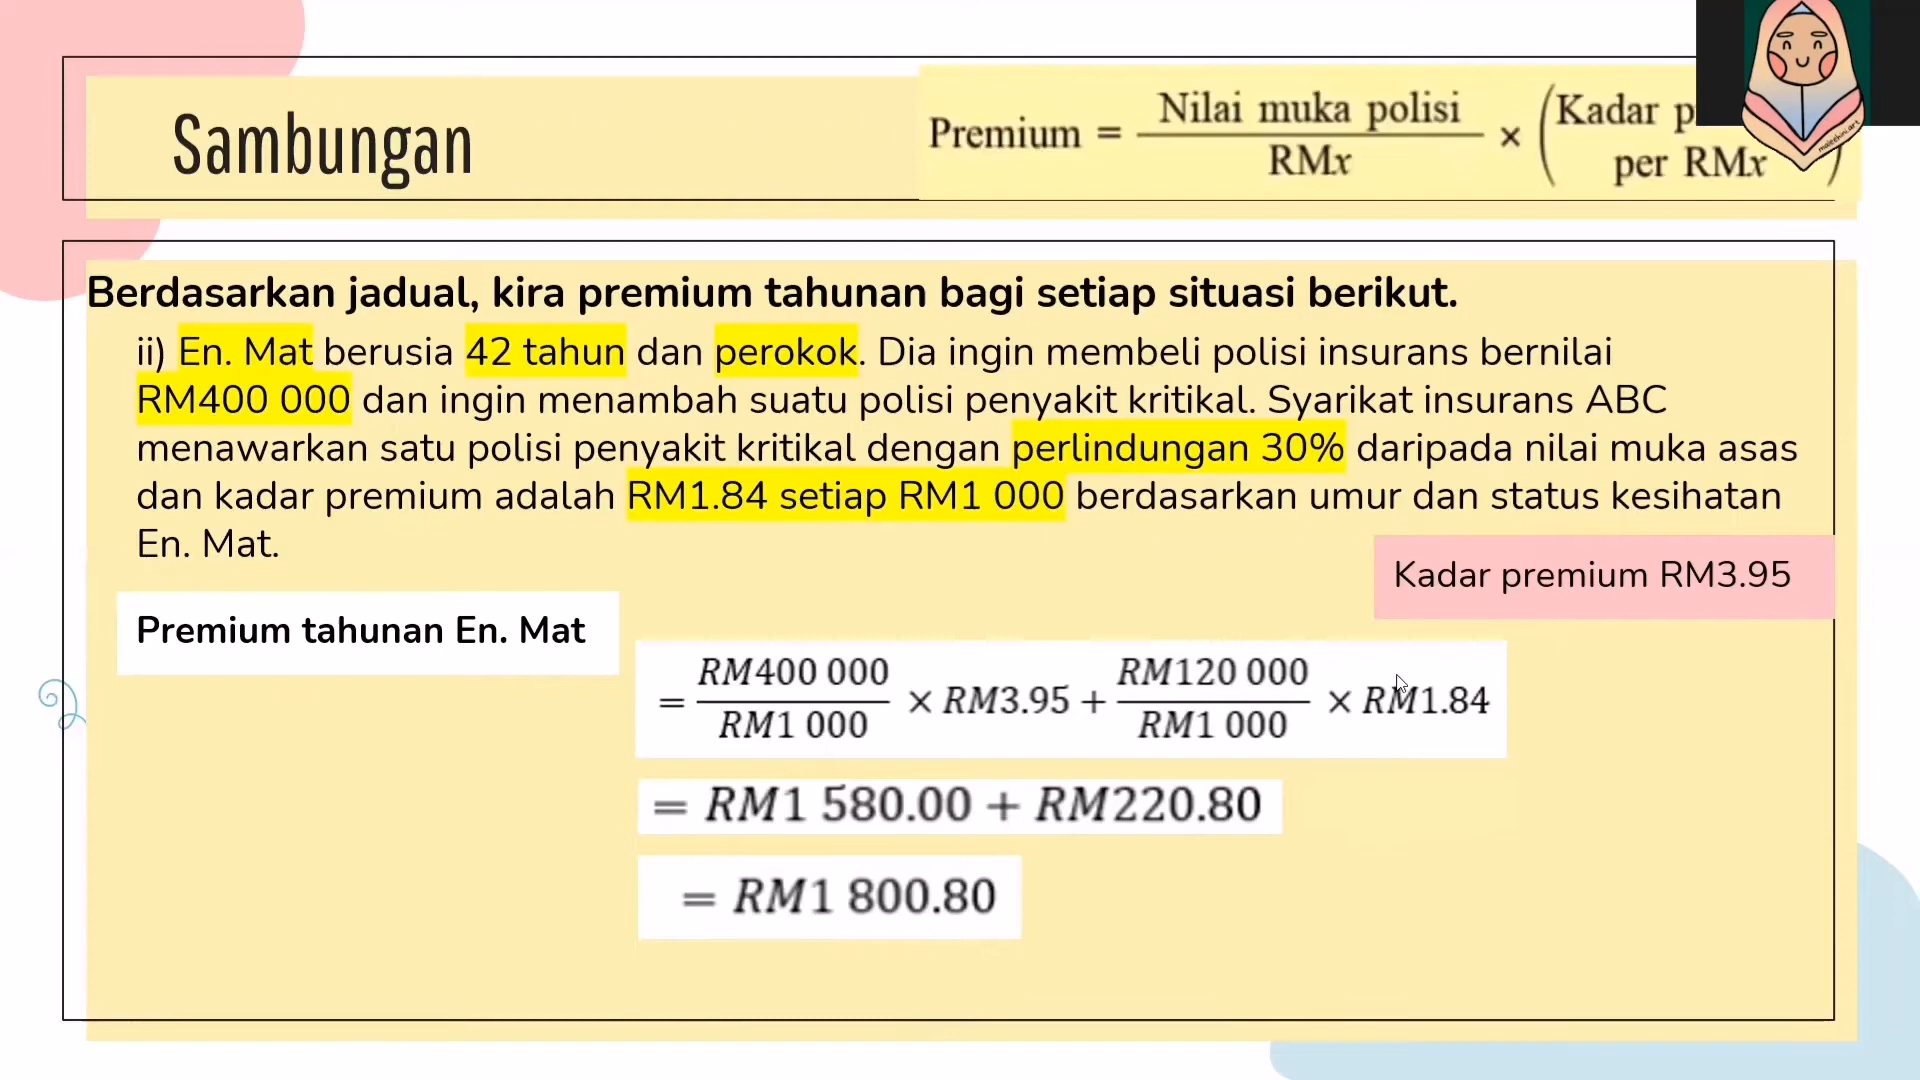 Sambungan
Premium = Nilai muka polisi / RMx × (Kadar
per RMx)
Berdasarkan jadual, kira premium tahunan bagi setiap situasi berikut.
ii) En. Mat berusia 42 tahun dan perokok. Dia ingin membeli polisi insurans bernilai
RM400 000 dan ingin menambah suatu polisi penyakit kritikal. Syarikat insurans ABC
menawarkan satu polisi penyakit kritikal dengan perlindungan 30% daripada nilai muka asas
dan kadar premium adalah RM1.84 setiap RM1 000 berdasarkan umur dan status kesihatan
En. Mat.
Kadar premium RM3.95
Premium tahunan En. Mat
= RM400 000 / RM1 000 × RM3.95 + RM120 000 / RM1 000 × RM1.84
= RM1 580.00 + RM220.80
= RM1 800.80